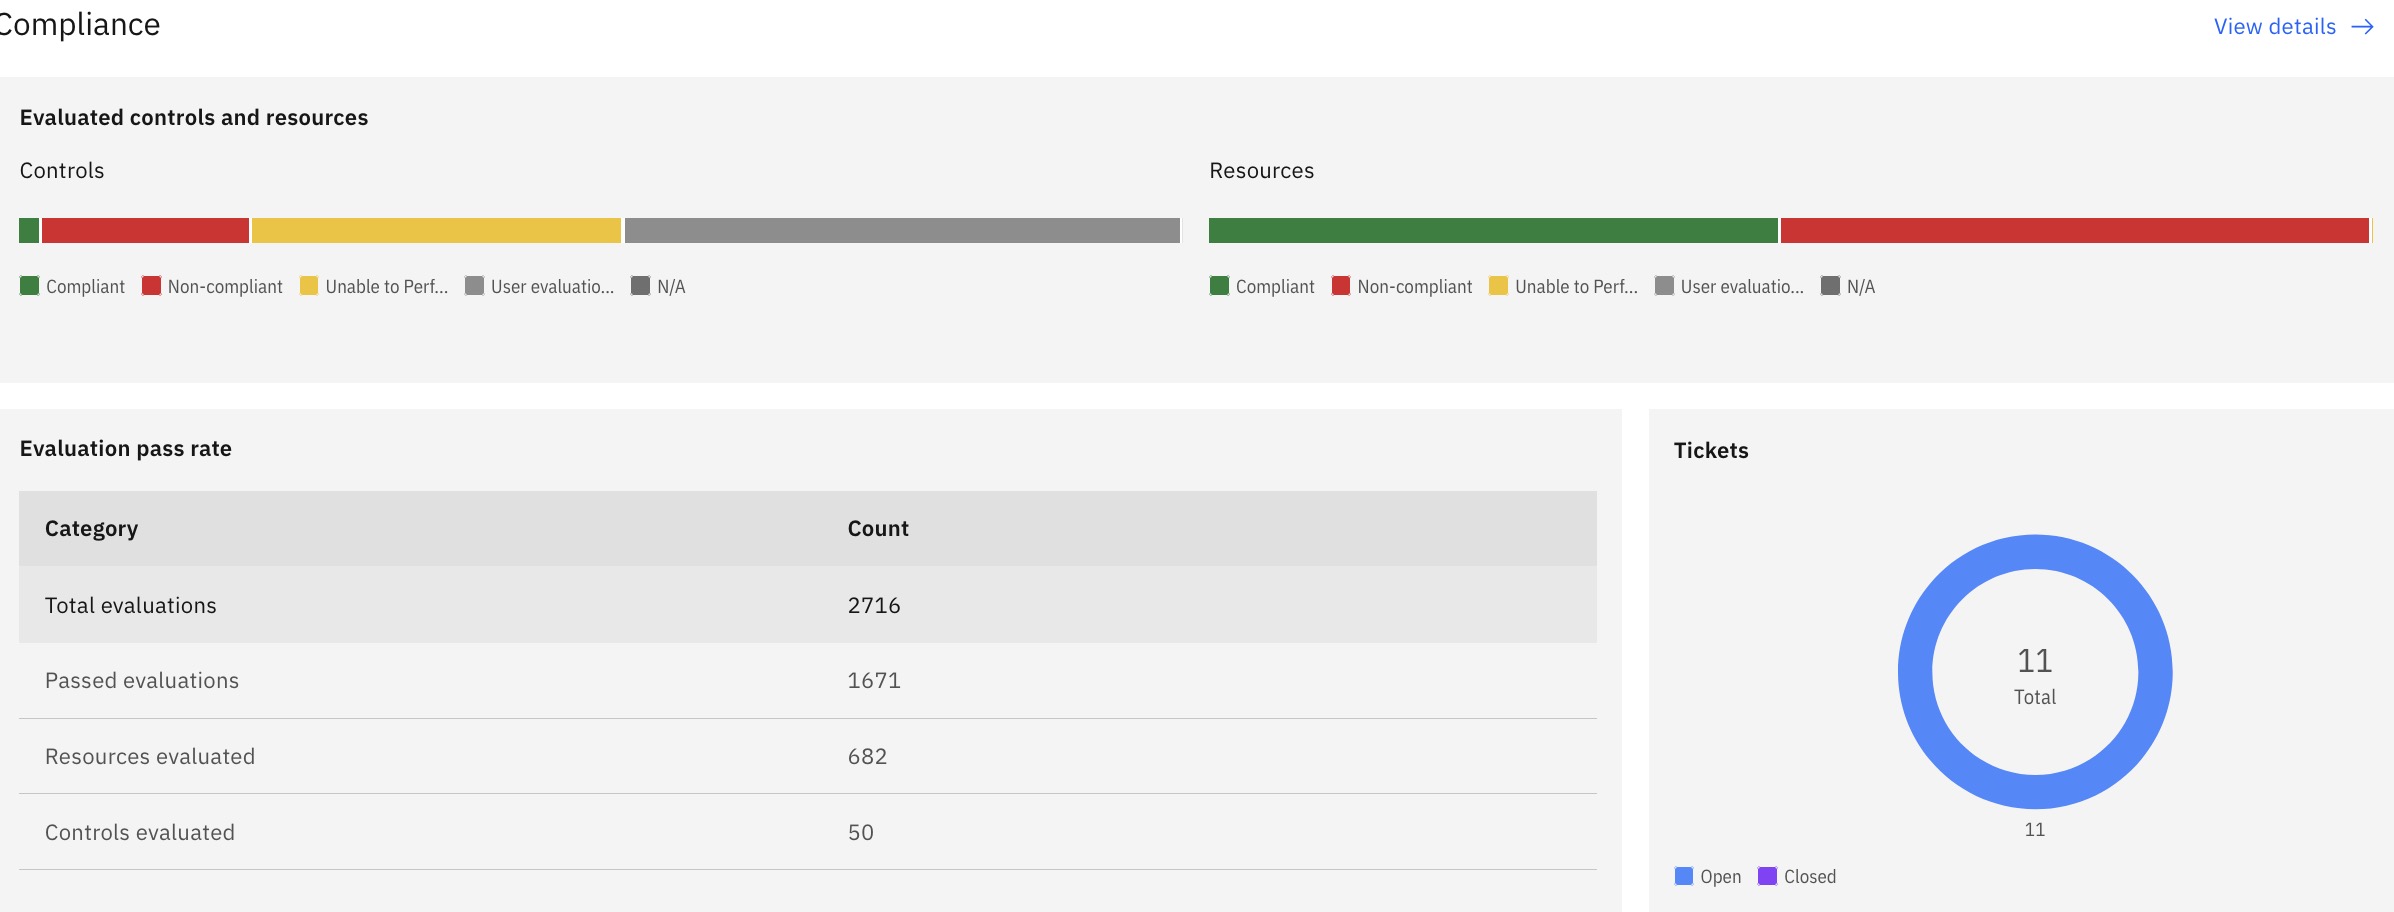 Compliance
View details →
Evaluated controls and resources
Controls
Compliant Non-compliant Unable to Perf... User evaluatio... N/A
Resources
Compliant Non-compliant Unable to Perf... User evaluatio... N/A
Evaluation pass rate
Category Count
Total evaluations 2716
Passed evaluations 1671
Resources evaluated 682
Controls evaluated 50
Tickets
11
Total
11
Open Closed